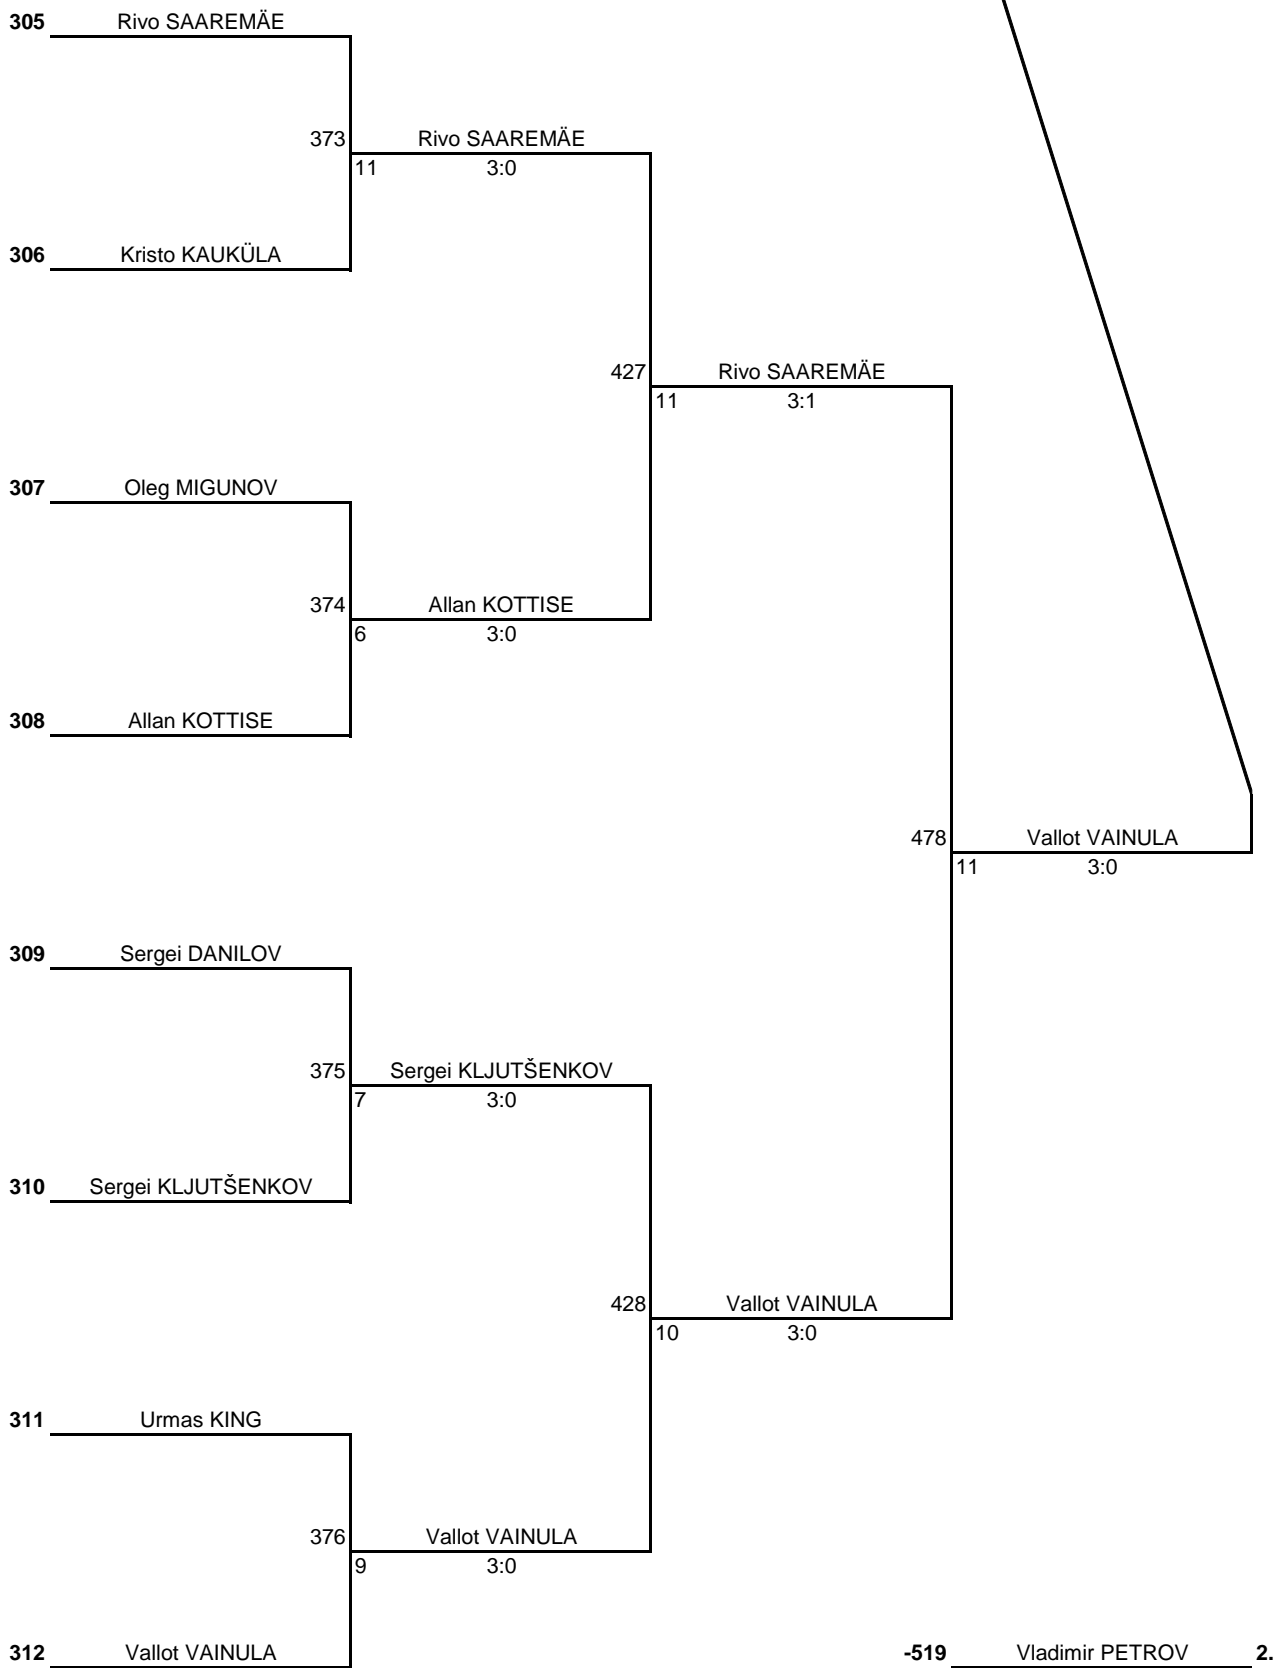 305 Rivo SAAREMÄE
373 Rivo SAAREMÄE
11 3:0
306 Kristo KAUKÜLA
427 Rivo SAAREMÄE
11 3:1
307 Oleg MIGUNOV
374 Allan KOTTISE
6 3:0
308 Allan KOTTISE
478 Vallot VAINULA
11 3:0
309 Sergei DANILOV
375 Sergei KLJUTŠENKOV
7 3:0
310 Sergei KLJUTŠENKOV
428 Vallot VAINULA
10 3:0
311 Urmas KING
376 Vallot VAINULA
9 3:0
312 Vallot VAINULA -519 Vladimir PETROV 2.